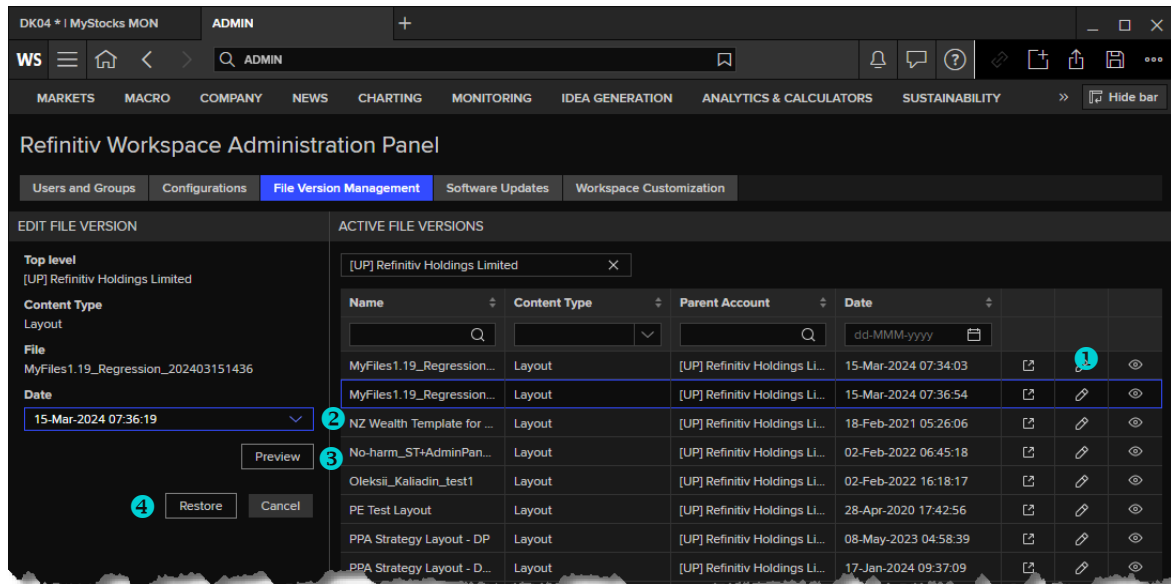 DK04 * | MyStocks MON
ADMIN
WS
ADMIN
MARKETS MACRO COMPANY NEWS CHARTING MONITORING IDEA GENERATION ANALYTICS & CALCULATORS SUSTAINABILITY » Hide bar
Refinitiv Workspace Administration Panel
Users and Groups Configurations File Version Management Software Updates Workspace Customization
EDIT FILE VERSION
Top level
[UP] Refinitiv Holdings Limited
Content Type
Layout
File
MyFiles1.19_Regression_202403151436
Date
15-Mar-2024 07:36:19
2
Preview
3
4
Restore Cancel
ACTIVE FILE VERSIONS
[UP] Refinitiv Holdings Limited
Name Content Type Parent Account Date
dd-MMM-yyyy
1
MyFiles1.19_Regression... Layout [UP] Refinitiv Holdings Li... 15-Mar-2024 07:34:03
MyFiles1.19_Regression... Layout [UP] Refinitiv Holdings Li... 15-Mar-2024 07:36:54
NZ Wealth Template for ... Layout [UP] Refinitiv Holdings Li... 18-Feb-2021 05:26:06
No-harm_ST+AdminPan... Layout [UP] Refinitiv Holdings Li... 02-Feb-2022 06:45:18
Oleksii_Kaliadin_test1 Layout [UP] Refinitiv Holdings Li... 02-Feb-2022 16:18:17
PE Test Layout Layout [UP] Refinitiv Holdings Li... 28-Apr-2020 17:42:56
PPA Strategy Layout - DP Layout [UP] Refinitiv Holdings Li... 08-May-2023 04:58:39
PPA Strategy Layout - D... Layout [UP] Refinitiv Holdings Li... 17-Jan-2024 09:37:09